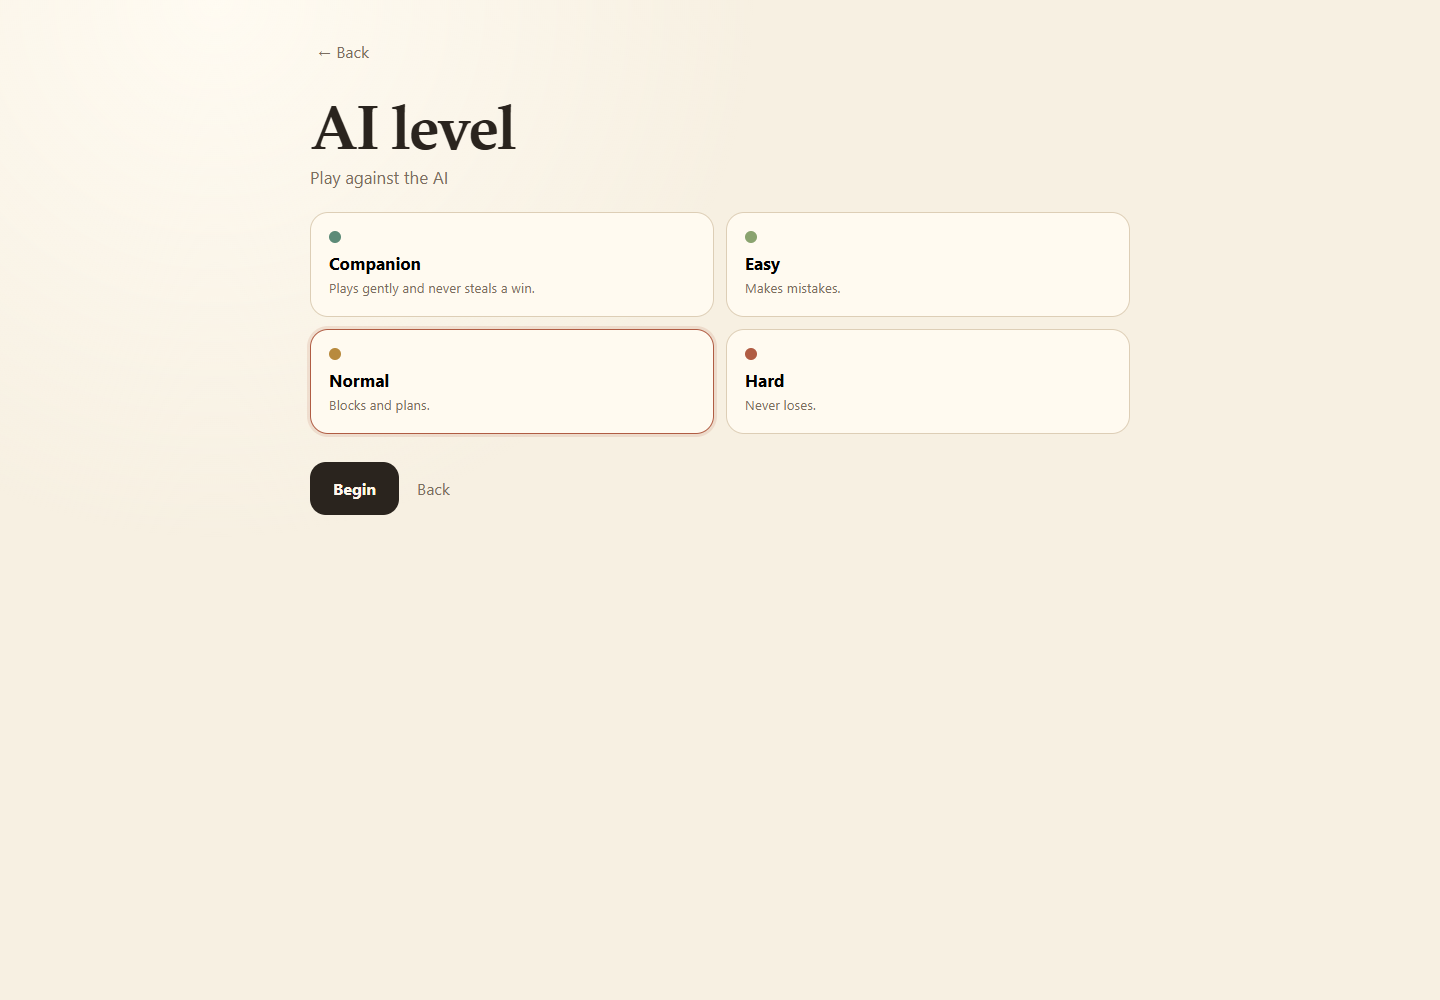 ← Back
AI level
Play against the AI
Companion
Plays gently and never steals a win.
Easy
Makes mistakes.
Normal
Blocks and plans.
Hard
Never loses.
Begin
Back